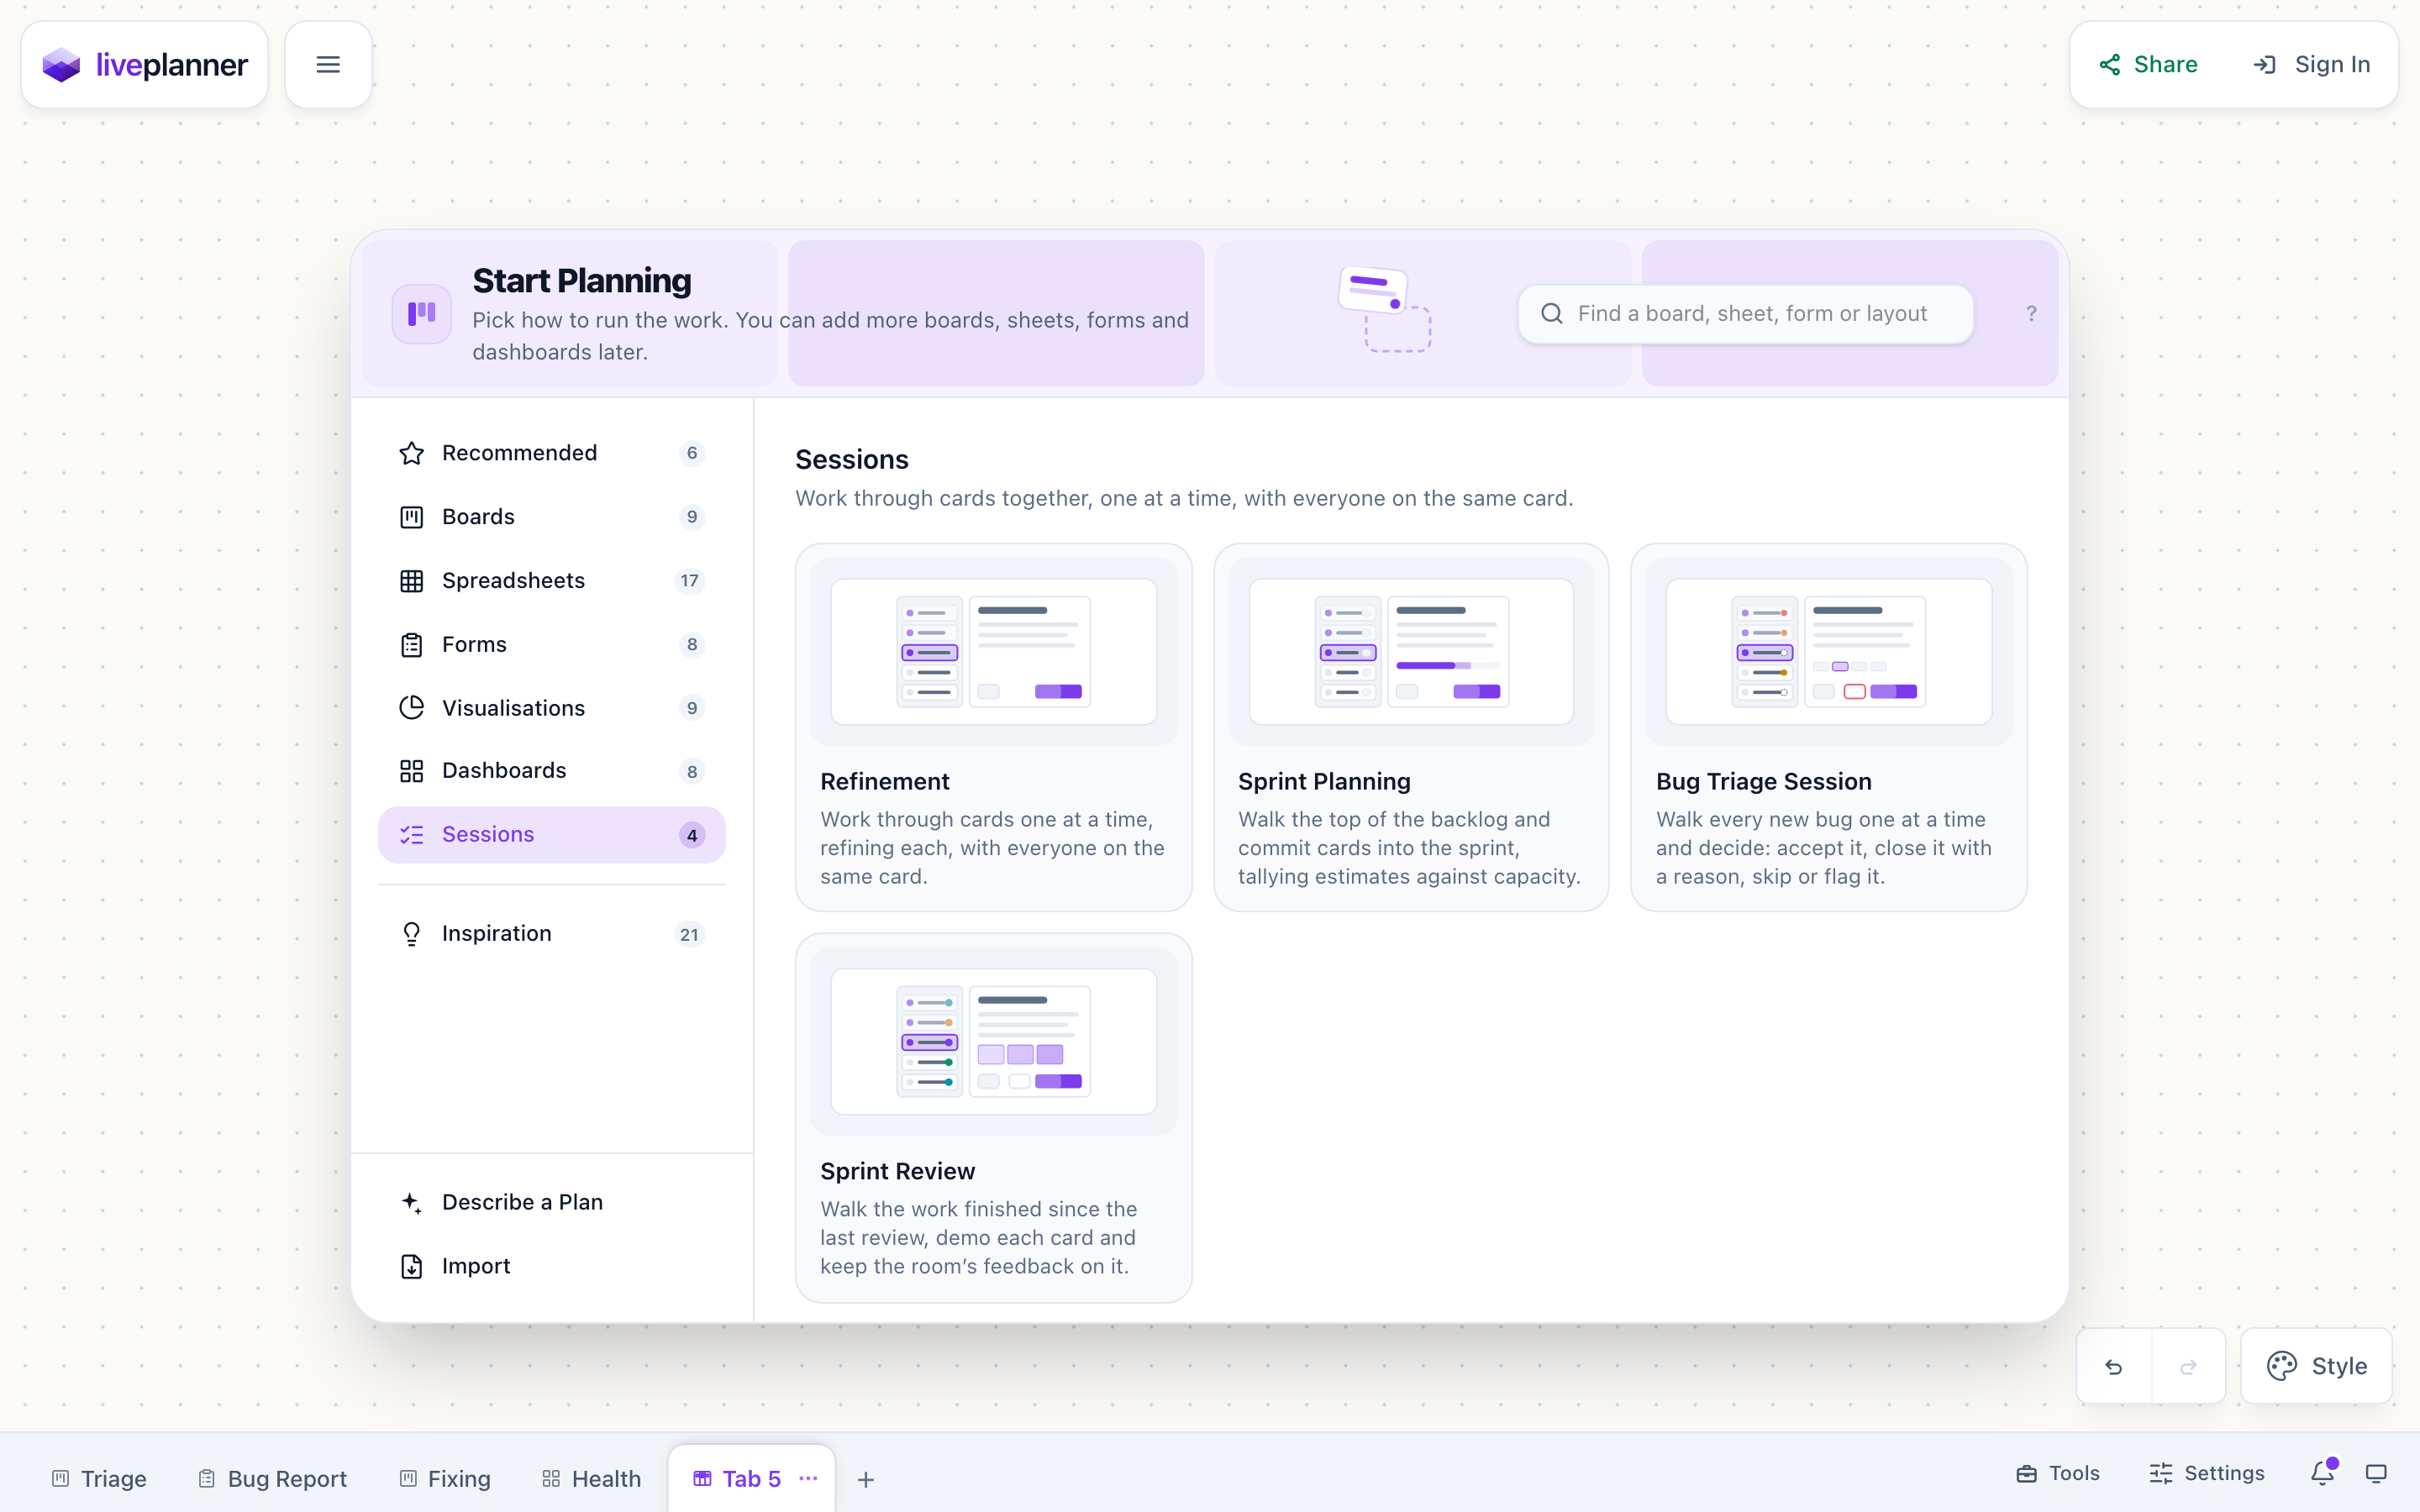 liveplanner
Share
Sign In
Start Planning
Pick how to run the work. You can add more boards, sheets, forms and
dashboards later.
Find a board, sheet, form or layout
?
Recommended 6
Boards 9
Spreadsheets 17
Forms 8
Visualisations 9
Dashboards 8
Sessions 4
Inspiration 21
Describe a Plan
Import
Sessions
Work through cards together, one at a time, with everyone on the same card.
Refinement
Work through cards one at a time,
refining each, with everyone on the
same card.
Sprint Planning
Walk the top of the backlog and
commit cards into the sprint,
tallying estimates against capacity.
Bug Triage Session
Walk every new bug one at a time
and decide: accept it, close it with
a reason, skip or flag it.
Sprint Review
Walk the work finished since the
last review, demo each card and
keep the room’s feedback on it.
Style
Triage
Bug Report
Fixing
Health
Tab 5
Tools
Settings